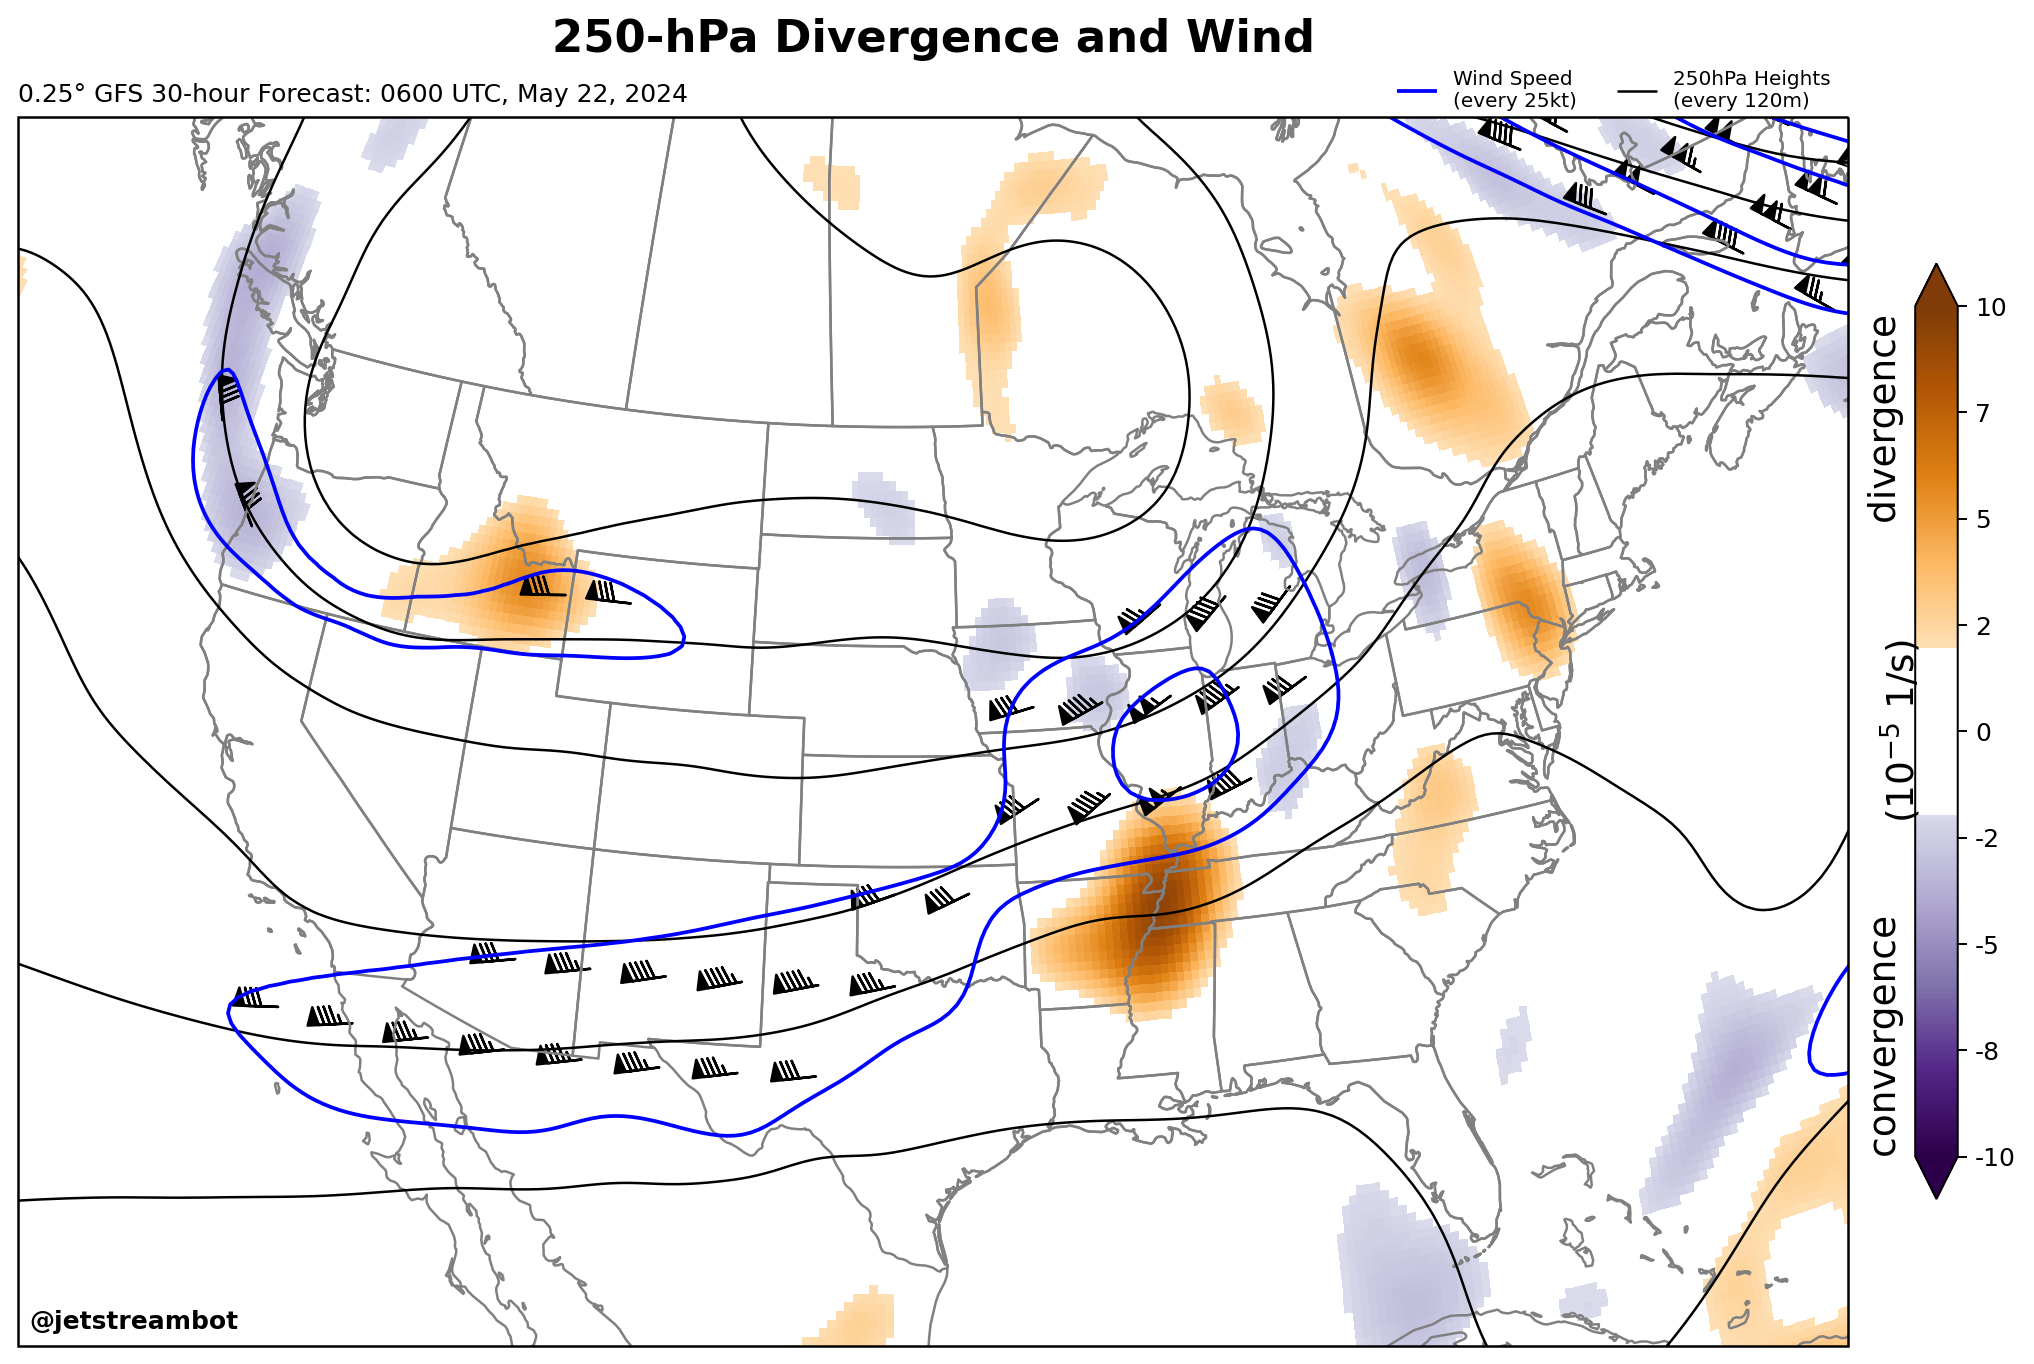 250-hPa Divergence and Wind
0.25° GFS 30-hour Forecast: 0600 UTC, May 22, 2024
Wind Speed
(every 25kt)
250hPa Heights
(every 120m)
10
7
5
2
0
-2
-5
-8
-10
convergence
(10⁻⁵ 1/s)
divergence
@jetstreambot